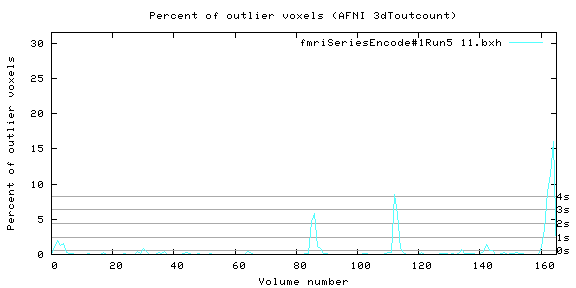 Percent of outlier voxels (AFNI 3dToutcount)
fmriSeriesEncode#1Run5 11.bxh
Percent of outlier voxels
30
25
20
15
10
5
0
4s
3s
2s
1s
0s
0 20 40 60 80 100 120 140 160
Volume number